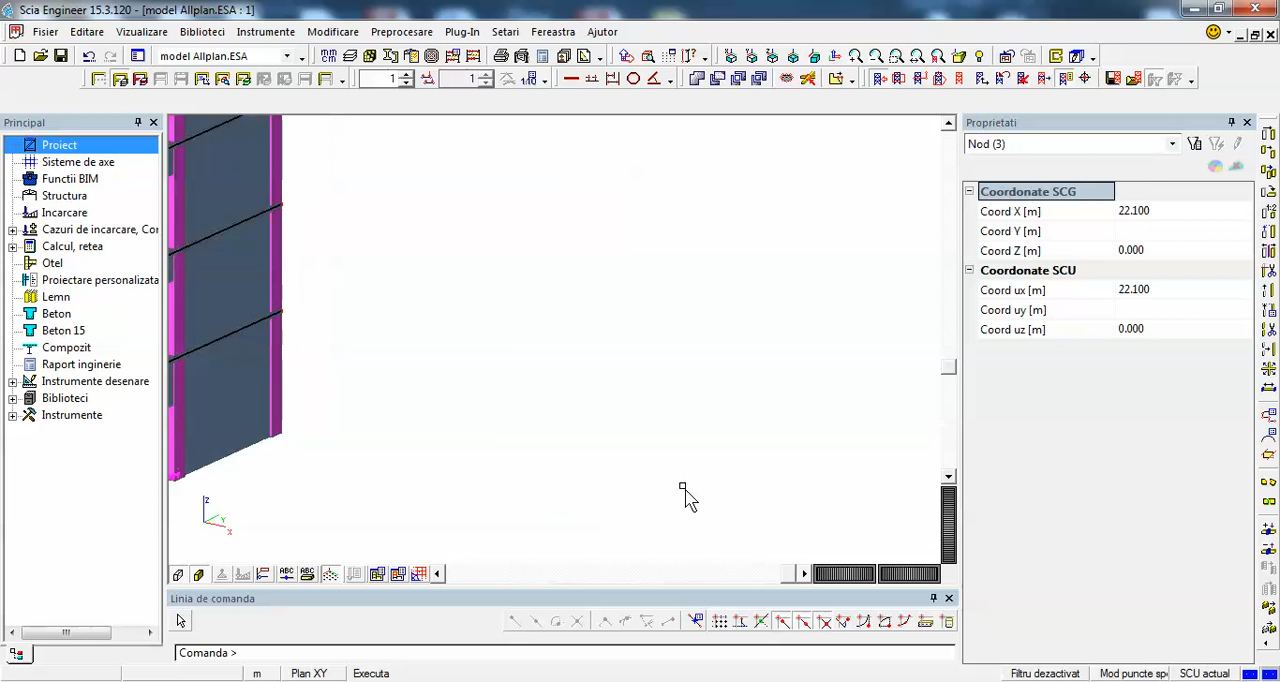 Scia Engineer 15.3.120 - [model Allplan.ESA : 1]
Fisier Editare Vizualizare Biblioteci Instrumente Modificare Preprocesare Plug-In Setari Fereastra Ajutor
model Allplan.ESA
1 1
Principal
Proiect
Sisteme de axe
Functii BIM
Structura
Incarcare
Cazuri de incarcare, Cor
Calcul, retea
Otel
Proiectare personalizata
Lemn
Beton
Beton 15
Compozit
Raport inginerie
Instrumente desenare
Biblioteci
Instrumente
z
y
x
ABC ABC
Proprietati
Nod (3)
Coordonate SCG
Coord X [m] 22.100
Coord Y [m]
Coord Z [m] 0.000
Coordonate SCU
Coord ux [m] 22.100
Coord uy [m]
Coord uz [m] 0.000
Linia de comanda
Comanda >
m Plan XY Executa Filtru dezactivat Mod puncte sp SCU actual